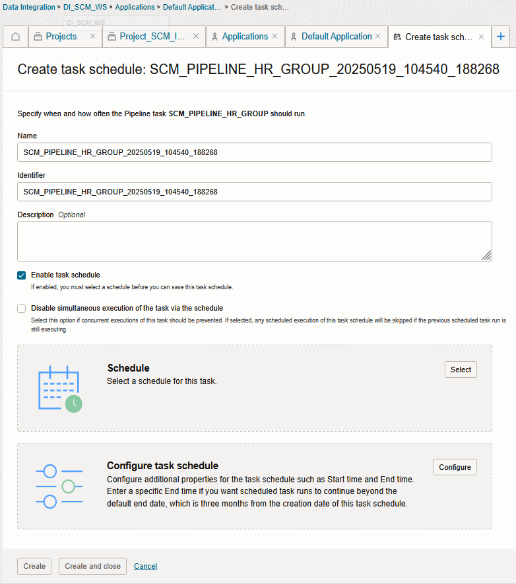 Data Integration › DI_SCM_WS › Applications › Default Applicat... › Create task sch...
DI_SCM_WS
Projects × Project_SCM_I... × Applications × Default Application × Create task sch... × +
Create task schedule: SCM_PIPELINE_HR_GROUP_20250519_104540_188268
Specify when and how often the Pipeline task SCM_PIPELINE_HR_GROUP should run
Name
SCM_PIPELINE_HR_GROUP_20250519_104540_188268
Identifier
SCM_PIPELINE_HR_GROUP_20250519_104540_188268
Description Optional
Enable task schedule
If enabled, you must select a schedule before you can save this task schedule.
Disable simultaneous execution of the task via the schedule
Select this option if concurrent executions of this task should be prevented. If selected, any scheduled execution of this task schedule will be skipped if the previous scheduled task run is
still executing.
Schedule
Select a schedule for this task.
Select
Configure task schedule
Configure additional properties for the task schedule such as Start time and End time.
Enter a specific End time if you want scheduled task runs to continue beyond the
default end date, which is three months from the creation date of this task schedule.
Configure
Create Create and close Cancel